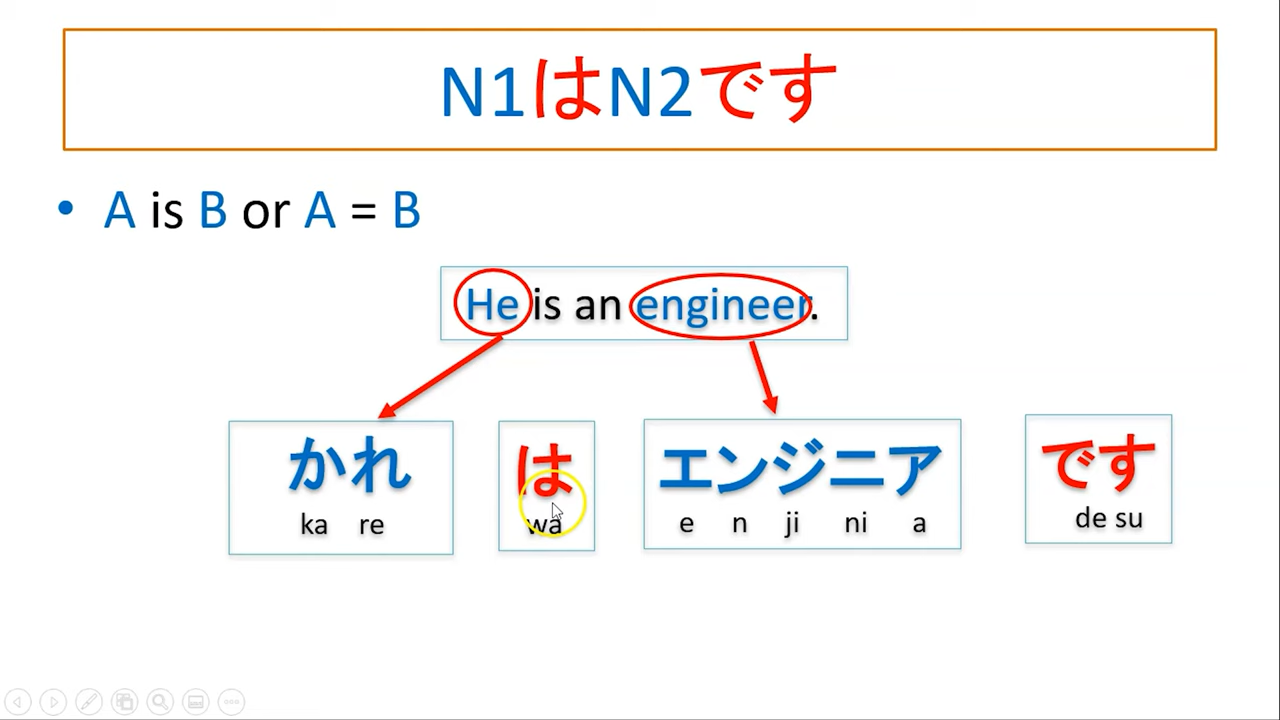 N1はN2です
• A is B or A = B
He is an engineer.
かれ は エンジニア です
ka re wa e n ji ni a de su